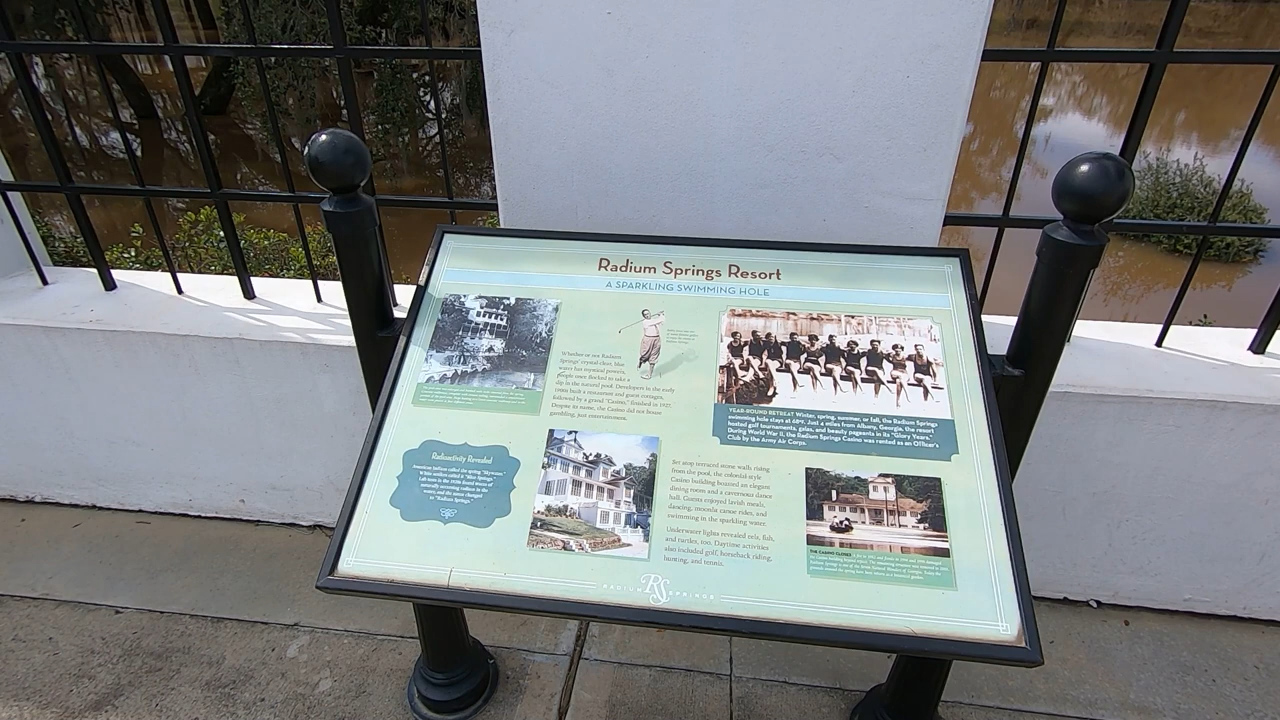 Radium Springs Resort
A SPARKLING SWIMMING HOLE
Whether or not Radium
Springs' crystal-clear, blue
water has mystical powers,
people once flocked to take a
dip in the natural pool. Developers in the early
1900s built a restaurant and guest cottages,
followed by a grand "Casino," finished in 1927.
Despite its name, the Casino did not house
gambling, just entertainment.
YEAR-ROUND RETREAT Winter, spring, summer, or fall, the Radium Springs
swimming hole stays at 68°F. Just 4 miles from Albany, Georgia, the resort
hosted golf tournaments, galas, and beauty pageants in its "Glory Years."
During World War II, the Radium Springs Casino was rented as an Officer's
Club by the Army Air Corps.
Radioactivity Revealed
American Indians called the spring "Skywater."
White settlers called it "Blue Springs."
Lab tests in the 1920s found traces of
naturally occurring radium in the
water, and the name changed
to "Radium Springs."
Set atop terraced stone walls rising
from the pool, the colonial-style
Casino building boasted an elegant
dining room and a cavernous dance
hall. Guests enjoyed lavish meals,
dancing, moonlit canoe rides, and
swimming in the sparkling water.
Underwater lights revealed eels, fish,
and turtles, too. Daytime activities
also included golf, horseback riding,
hunting, and tennis.
THE CASINO CLOSES
RADIUM RS SPRINGS